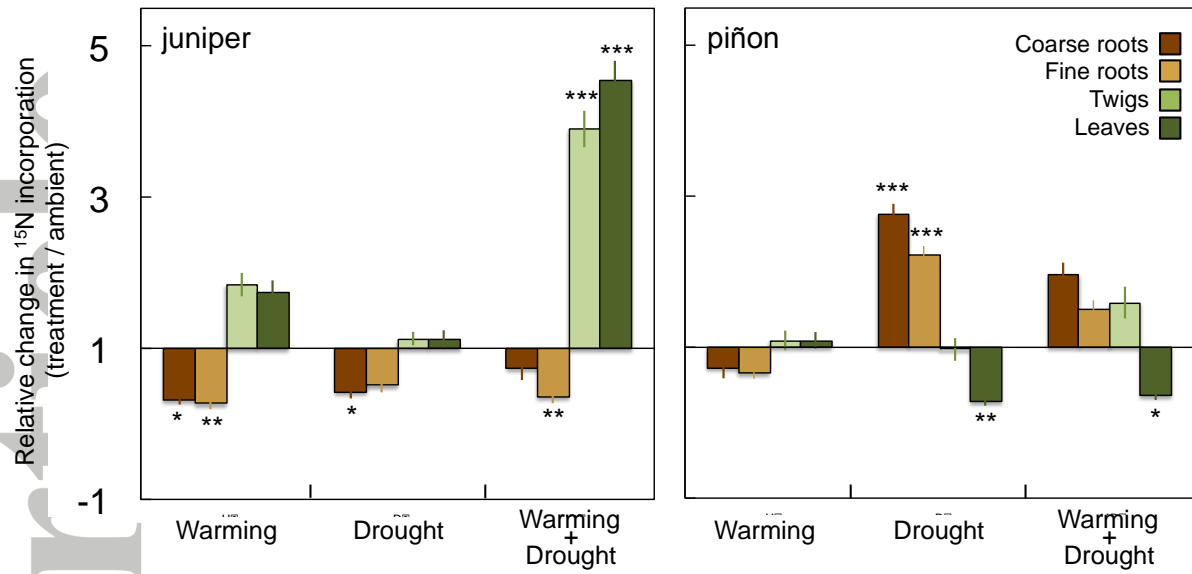 juniper
piñon
Coarse roots
Fine roots
Twigs
Leaves
5
3
1
-1
Relative change in ¹⁵N incorporation
(treatment / ambient)
***
***
*
**
*
**
***
***
**
*
Warming
Drought
Warming
+
Drought
Warming
Drought
Warming
+
Drought